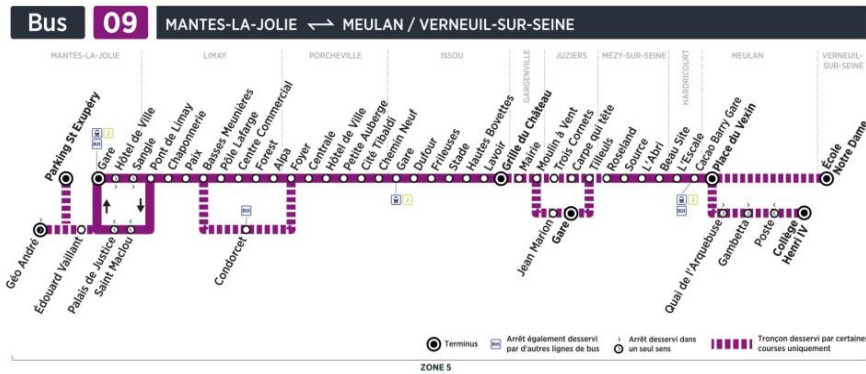 Bus 09 MANTES-LA-JOLIE MEULAN / VERNEUIL-SUR-SEINE
MANTES-LA-JOLIE
LIMAY
PORCHEVILLE
ISSOU
GARGENVILLE
JUZIERS
MÉZY-SUR-SEINE
HARDRICOURT
MEULAN
VERNEUIL-
SUR-SEINE
Parking St Exupéry
Gare
Hôtel de Ville
Sangle
Pont de Limay
Chaponnerie
Paix
Basses Meunières
Pôle Lafarge
Centre Commercial
Forest
Alpa
Foyer
Centrale
Hôtel de Ville
Petite Auberge
Cité Tibaldi
Chemin Neuf
Gare
Dufour
Frileuses
Stade
Hautes Bovettes
Lavoir
Grille du Château
Mairie
Moulin à Vent
Trois Cornets
Carpe qui tête
Tilleuls
Roseland
Source
L'Abri
Beau Site
L'Escale
Cacao Barry Gare
Place du Vexin
École
Notre Dame
BUS
BUS
BUS
Géo André
Édouard Vaillant
Palais de Justice
Saint Maclou
Condorcet
Jean Marion
Gare
Quai de l'Arquebuse
Gambetta
Poste
Collège
Henri IV
Terminus
BUS
Arrêt également desservi
par d'autres lignes de bus
Arrêt desservi dans
un seul sens
Tronçon desservi par certaine
courses uniquement
ZONE 5